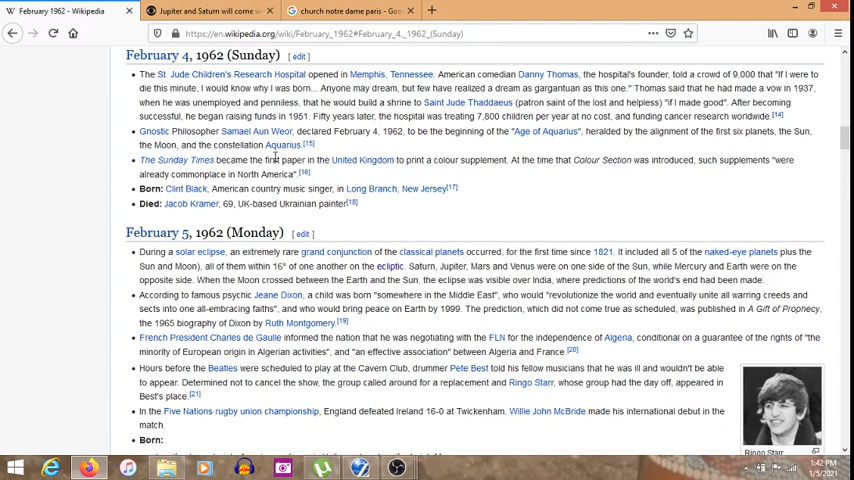 February 1962 - Wikipedia
Jupiter and Saturn will come w
church notre dame paris - Goo
https://en.wikipedia.org/wiki/February_1962#February_4,_1962_(Sunday)
February 4, 1962 (Sunday) [ edit ]
The St. Jude Children's Research Hospital opened in Memphis, Tennessee. American comedian Danny Thomas, the hospital's founder, told a crowd of 9,000 that "If I were to
die this minute, I would know why I was born... Anyone may dream, but few have realized a dream as gargantuan as this one." Thomas said that he had made a vow in 1937,
when he was unemployed and penniless, that he would build a shrine to Saint Jude Thaddaeus (patron saint of the lost and helpless) "if I made good". After becoming
successful, he began raising funds in 1951. Fifty years later, the hospital was treating 7,800 children per year at no cost, and funding cancer research worldwide.[14]
Gnostic Philosopher Samael Aun Weor, declared February 4, 1962, to be the beginning of the "Age of Aquarius", heralded by the alignment of the first six planets, the Sun,
the Moon, and the constellation Aquarius.[15]
The Sunday Times became the first paper in the United Kingdom to print a colour supplement. At the time that Colour Section was introduced, such supplements "were
already commonplace in North America".[16]
Born: Clint Black, American country music singer, in Long Branch, New Jersey[17]
Died: Jacob Kramer, 69, UK-based Ukrainian painter[18]
February 5, 1962 (Monday) [ edit ]
During a solar eclipse, an extremely rare grand conjunction of the classical planets occurred, for the first time since 1821. It included all 5 of the naked-eye planets plus the
Sun and Moon), all of them within 16° of one another on the ecliptic. Saturn, Jupiter, Mars and Venus were on one side of the Sun, while Mercury and Earth were on the
opposite side. When the Moon crossed between the Earth and the Sun, the eclipse was visible over India, where predictions of the world's end had been made.
According to famous psychic Jeane Dixon, a child was born "somewhere in the Middle East", who would "revolutionize the world and eventually unite all warring creeds and
sects into one all-embracing faiths", and who would bring peace on Earth by 1999. The prediction, which did not come true as scheduled, was published in A Gift of Prophecy,
the 1965 biography of Dixon by Ruth Montgomery.[19]
French President Charles de Gaulle informed the nation that he was negotiating with the FLN for the independence of Algeria, conditional on a guarantee of the rights of "the
minority of European origin in Algerian activities", and "an effective association" between Algeria and France.[20]
Hours before the Beatles were scheduled to play at the Cavern Club, drummer Pete Best told his fellow musicians that he was ill and wouldn't be able
to appear. Determined not to cancel the show, the group called around for a replacement and Ringo Starr, whose group had the day off, appeared in
Best's place.[21]
In the Five Nations rugby union championship, England defeated Ireland 16-0 at Twickenham. Willie John McBride made his international debut in the
match.
Born:
Ringo Starr
1:42 PM
1/5/2021